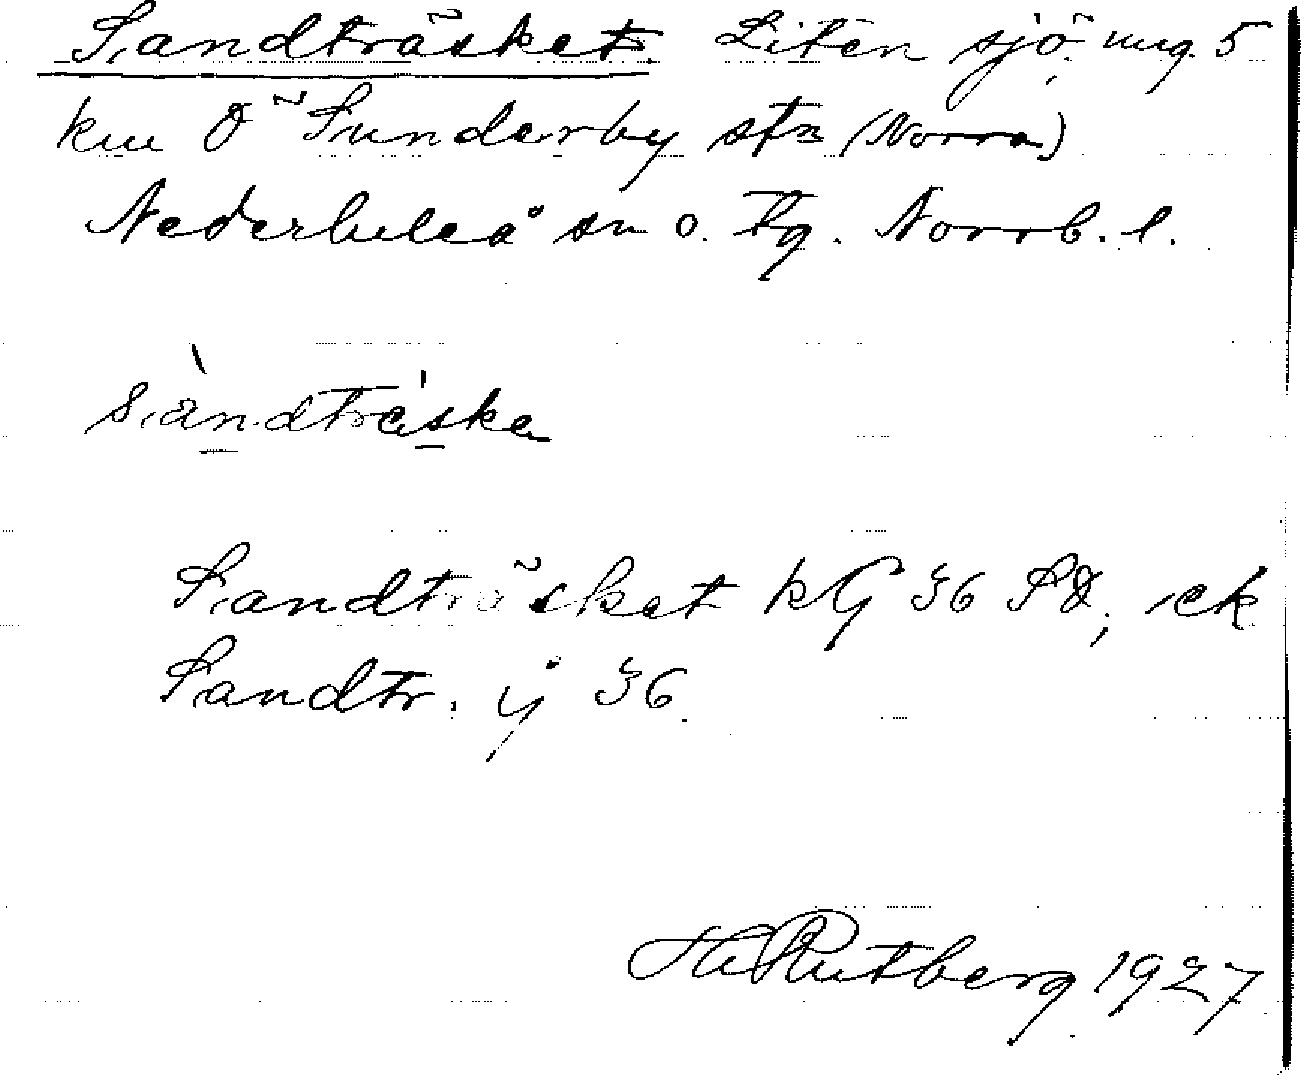 Sandträsket. Liten sjö, ung. 5
km Ö Sunderby stn (Norra)
Nederluleå sn o. tg. Norrb. l.
sàndtrǻska
Sandträsket kG 36 SO, ek
Sandtr. ij 36.
H Rutberg 1927